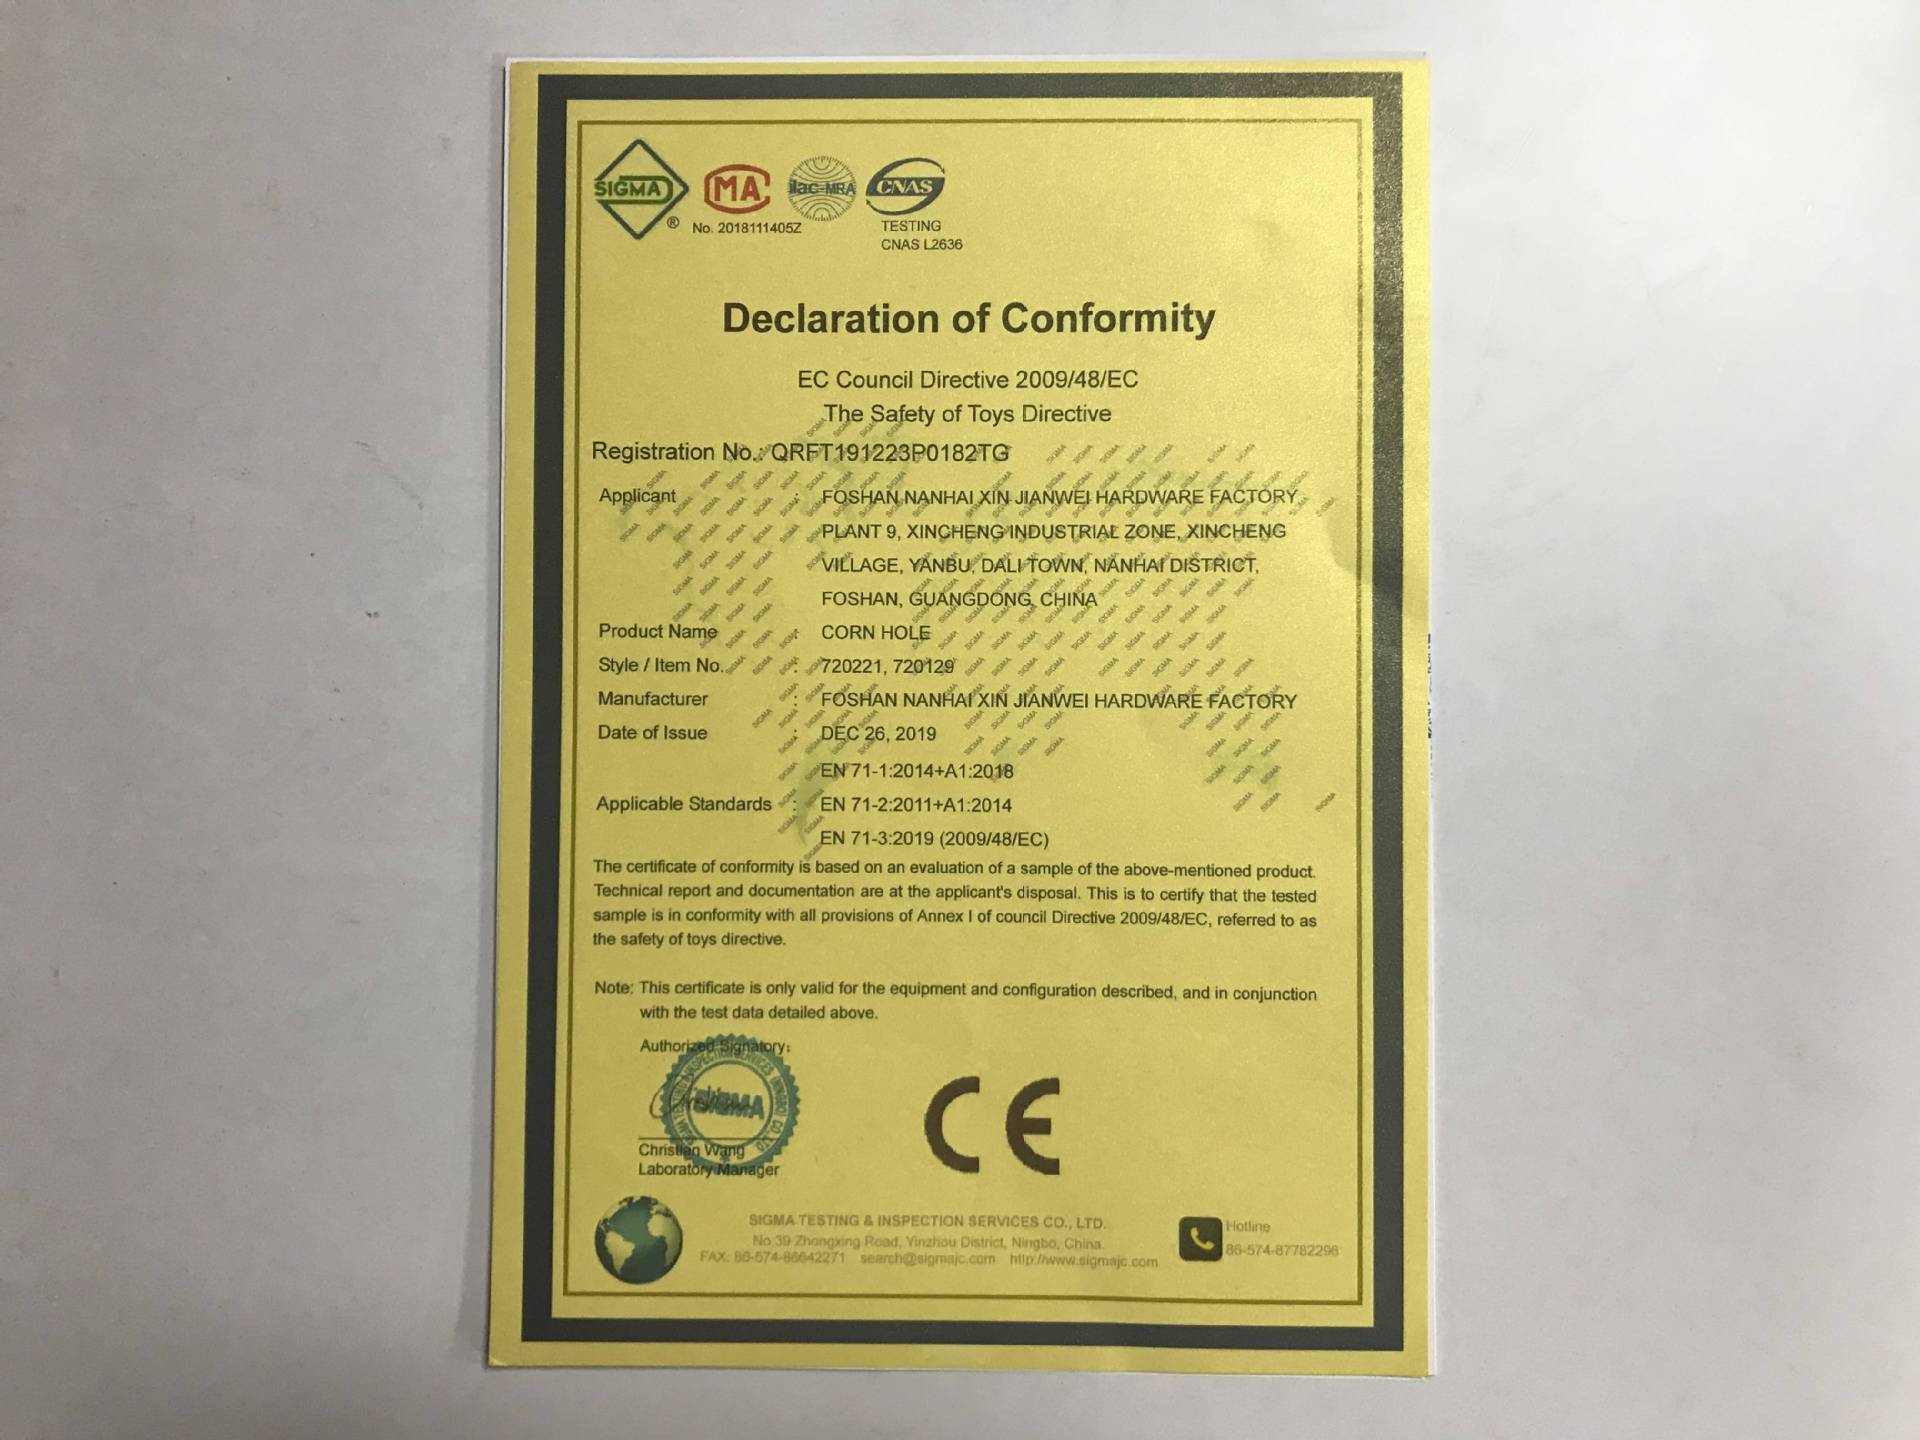 SIGMA
®
MA
No. 2018111405Z
ilac-MRA
CNAS
TESTING
CNAS L2636
Declaration of Conformity
EC Council Directive 2009/48/EC
The Safety of Toys Directive
Registration No.: QRFT191223P0182TG
Applicant : FOSHAN NANHAI XIN JIANWEI HARDWARE FACTORY
PLANT 9, XINCHENG INDUSTRIAL ZONE, XINCHENG
VILLAGE, YANBU, DALI TOWN, NANHAI DISTRICT,
FOSHAN, GUANGDONG, CHINA
Product Name : CORN HOLE
Style / Item No. : 720221, 720129
Manufacturer : FOSHAN NANHAI XIN JIANWEI HARDWARE FACTORY
Date of Issue : DEC 26, 2019
EN 71-1:2014+A1:2018
Applicable Standards : EN 71-2:2011+A1:2014
EN 71-3:2019 (2009/48/EC)
The certificate of conformity is based on an evaluation of a sample of the above-mentioned product.
Technical report and documentation are at the applicant's disposal. This is to certify that the tested
sample is in conformity with all provisions of Annex I of council Directive 2009/48/EC, referred to as
the safety of toys directive.
Note: This certificate is only valid for the equipment and configuration described, and in conjunction
with the test data detailed above.
Authorized Signatory:
SIGMA TESTING & INSPECTION SERVICES (NINGBO) CO., LTD
SIGMA
Christian Wang
Laboratory Manager
CE
SIGMA TESTING & INSPECTION SERVICES CO., LTD.
No 39 Zhongxing Road, Yinzhou District, Ningbo, China.
FAX: 86-574-86642271 search@sigmajc.com http://www.sigmajc.com
Hotline
86-574-87782296